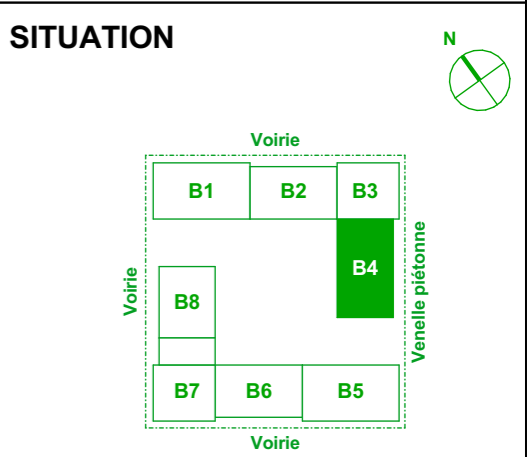 SITUATION
N
Voirie
B1
B2
B3
B4
Voirie
Venelle piétonne
B8
B7
B6
B5
Voirie